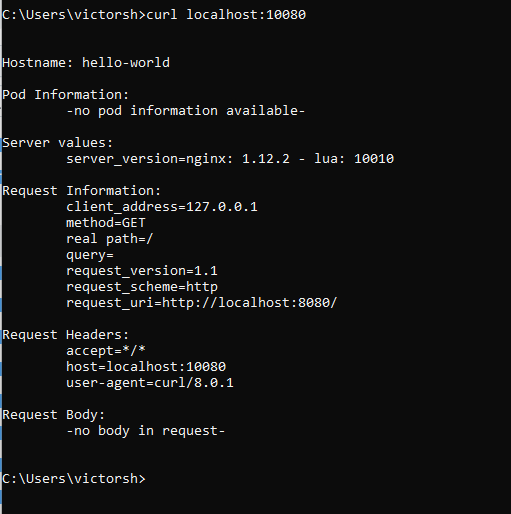 C:\Users\victorsh>curl localhost:10080
Hostname: hello-world
Pod Information:
-no pod information available-
Server values:
server_version=nginx: 1.12.2 - lua: 10010
Request Information:
client_address=127.0.0.1
method=GET
real path=/
query=
request_version=1.1
request_scheme=http
request_uri=http://localhost:8080/
Request Headers:
accept=*/*
host=localhost:10080
user-agent=curl/8.0.1
Request Body:
-no body in request-
C:\Users\victorsh>